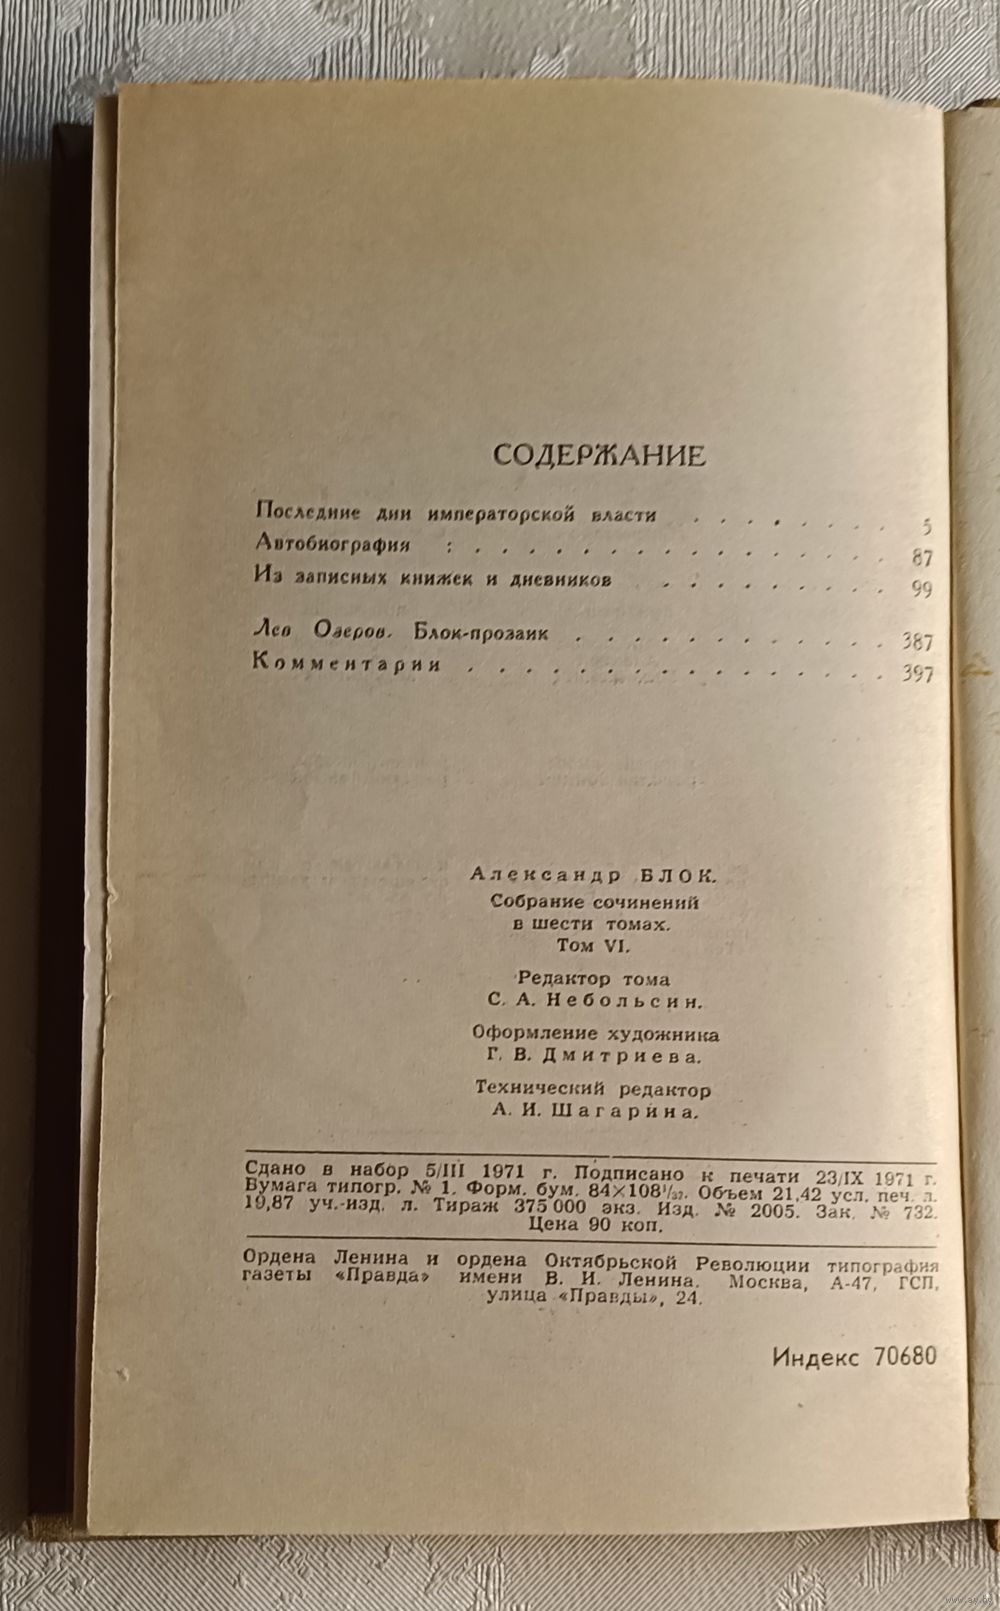 СОДЕРЖАНИЕ
Последние дни императорской власти . . . . . . . 5
Автобиография : . . . . . . . . . . . . . . . 87
Из записных книжек и дневников . . . . . . . . . 99
Лев Озеров. Блок-прозаик . . . . . . . . . . . . 387
Комментарии . . . . . . . . . . . . . . . 397
Александр БЛОК.
Собрание сочинений
в шести томах.
Том VI.
Редактор тома
С. А. Небольсин.
Оформление художника
Г. В. Дмитриева.
Технический редактор
А. И. Шагарина.
Сдано в набор 5/III 1971 г. Подписано к печати 23/IX 1971 г.
Бумага типогр. № 1. Форм. бум. 84×108¹/₃₂. Объем 21,42 усл. печ. л.
19,87 уч.-изд. л. Тираж 375 000 экз. Изд. № 2005. Зак. № 732.
Цена 90 коп.
Ордена Ленина и ордена Октябрьской Революции типография
газеты «Правда» имени В. И. Ленина. Москва, А-47, ГСП,
улица «Правды», 24.
Индекс 70680
www.ay.by